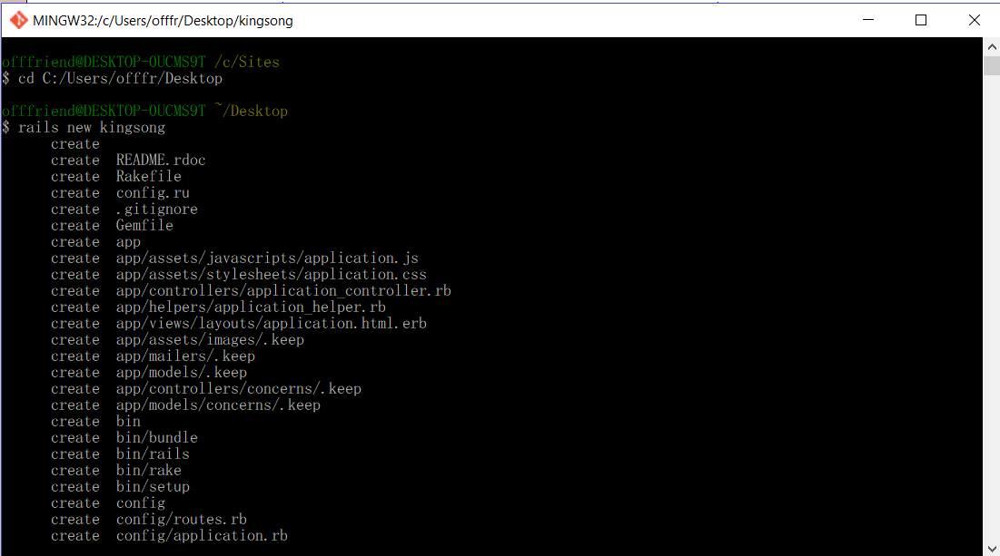 MINGW32:/c/Users/offfr/Desktop/kingsong
offfriend@DESKTOP-OUCMS9T /c/Sites
$ cd C:/Users/offfr/Desktop
offfriend@DESKTOP-OUCMS9T ~/Desktop
$ rails new kingsong
create
create README.rdoc
create Rakefile
create config.ru
create .gitignore
create Gemfile
create app
create app/assets/javascripts/application.js
create app/assets/stylesheets/application.css
create app/controllers/application_controller.rb
create app/helpers/application_helper.rb
create app/views/layouts/application.html.erb
create app/assets/images/.keep
create app/mailers/.keep
create app/models/.keep
create app/controllers/concerns/.keep
create app/models/concerns/.keep
create bin
create bin/bundle
create bin/rails
create bin/rake
create bin/setup
create config
create config/routes.rb
create config/application.rb